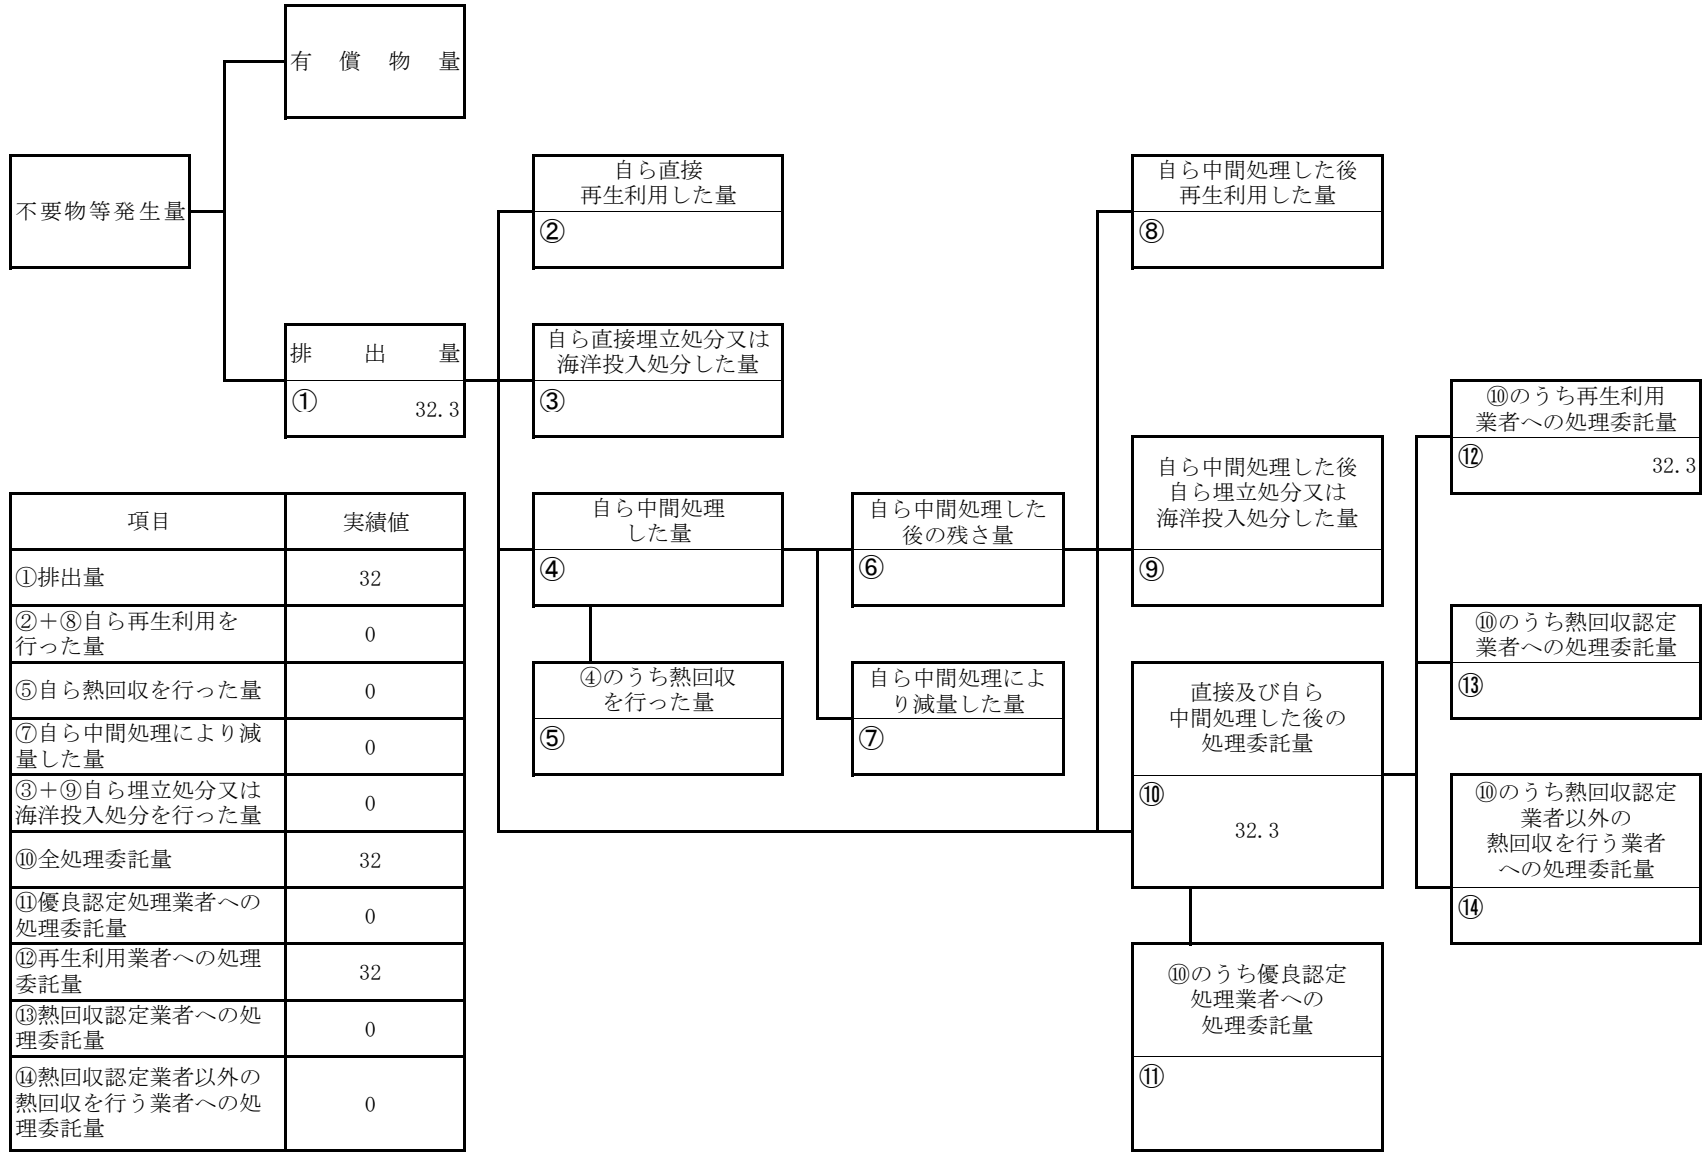 有償物量
不要物等発生量
自ら直接
再生利用した量
②
自ら中間処理した後
再生利用した量
⑧
排出量
① 32.3
自ら直接埋立処分又は
海洋投入処分した量
③
⑩のうち再生利用
業者への処理委託量
⑫ 32.3
自ら中間処理した後
自ら埋立処分又は
海洋投入処分した量
⑨
自ら中間処理
した量
④
自ら中間処理した
後の残さ量
⑥
⑩のうち熱回収認定
業者への処理委託量
⑬
④のうち熱回収
を行った量
⑤
自ら中間処理によ
り減量した量
⑦
直接及び自ら
中間処理した後の
処理委託量
⑩
32.3
⑩のうち熱回収認定
業者以外の
熱回収を行う業者
への処理委託量
⑭
⑩のうち優良認定
処理業者への
処理委託量
⑪
項目 実績値
①排出量 32
②＋⑧自ら再生利用を
行った量 0
⑤自ら熱回収を行った量 0
⑦自ら中間処理により減
量した量 0
③＋⑨自ら埋立処分又は
海洋投入処分を行った量 0
⑩全処理委託量 32
⑪優良認定処理業者への
処理委託量 0
⑫再生利用業者への処理
委託量 32
⑬熱回収認定業者への処
理委託量 0
⑭熱回収認定業者以外の
熱回収を行う業者への処 0
理委託量